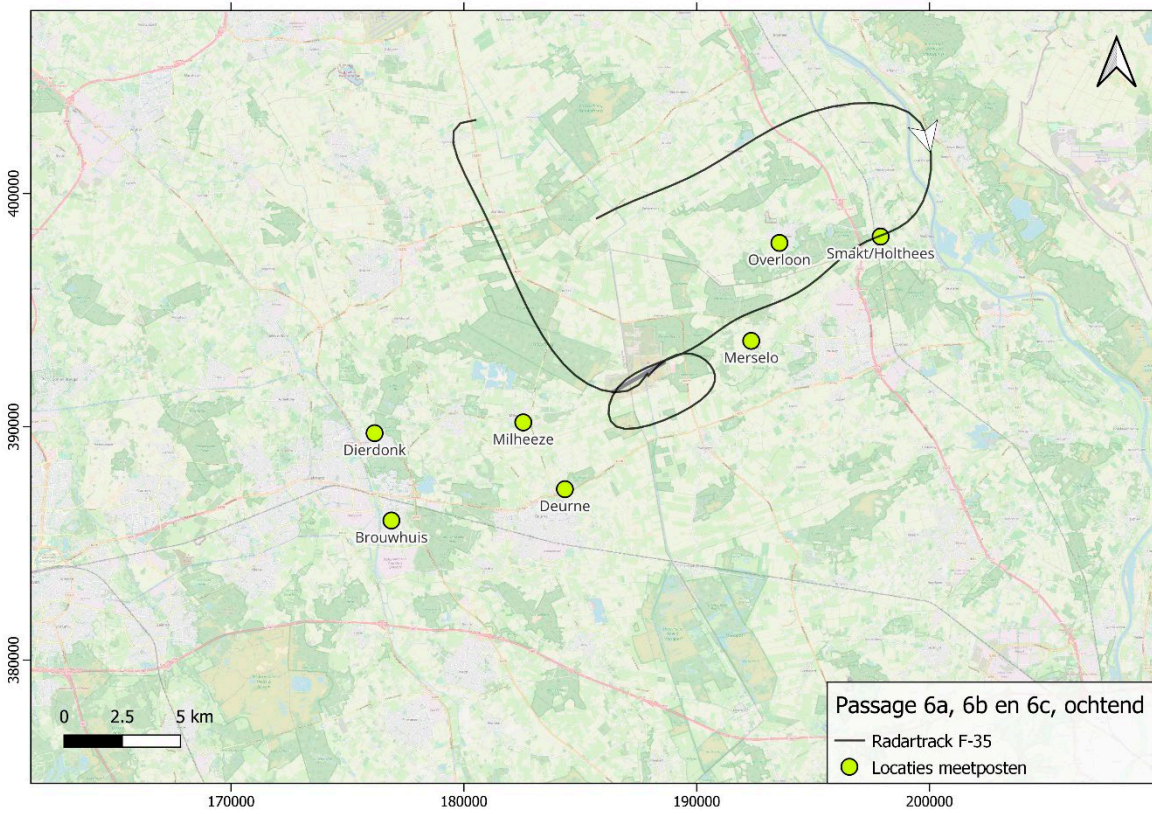 400000
390000
380000
Overloon
Smakt/Holthees
Merselo
Milheeze
Dierdonk
Deurne
Brouwhuis
0 2.5 5 km
Passage 6a, 6b en 6c, ochtend
Radartrack F-35
Locaties meetposten
170000 180000 190000 200000